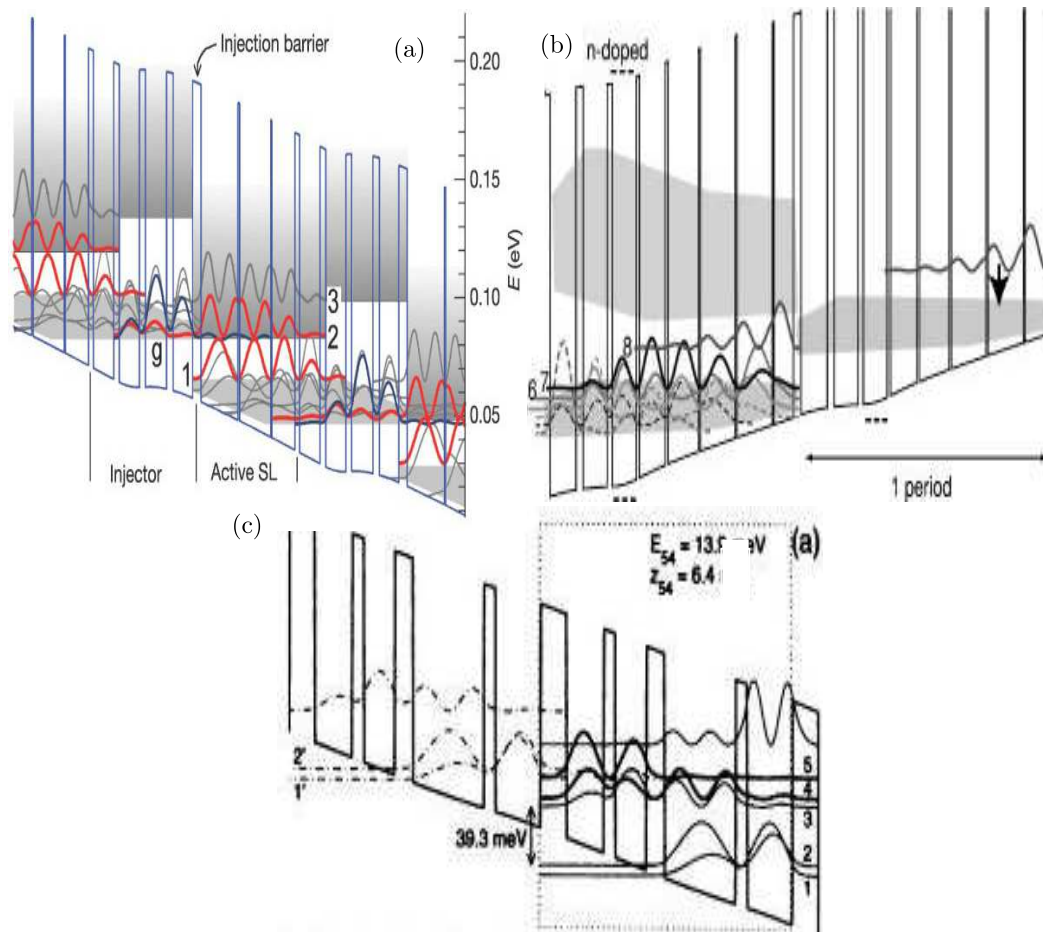 Injection barrier
(a)
0.20
0.15
0.10
0.05
E (eV)
3
2
g
1
Injector
Active SL
(b)
n-doped
8
7
6
1 period
(c)
(a)
E54 = 13.9 meV
z54 = 6.4
2'
1'
39.3 meV
5
4
3
2
1